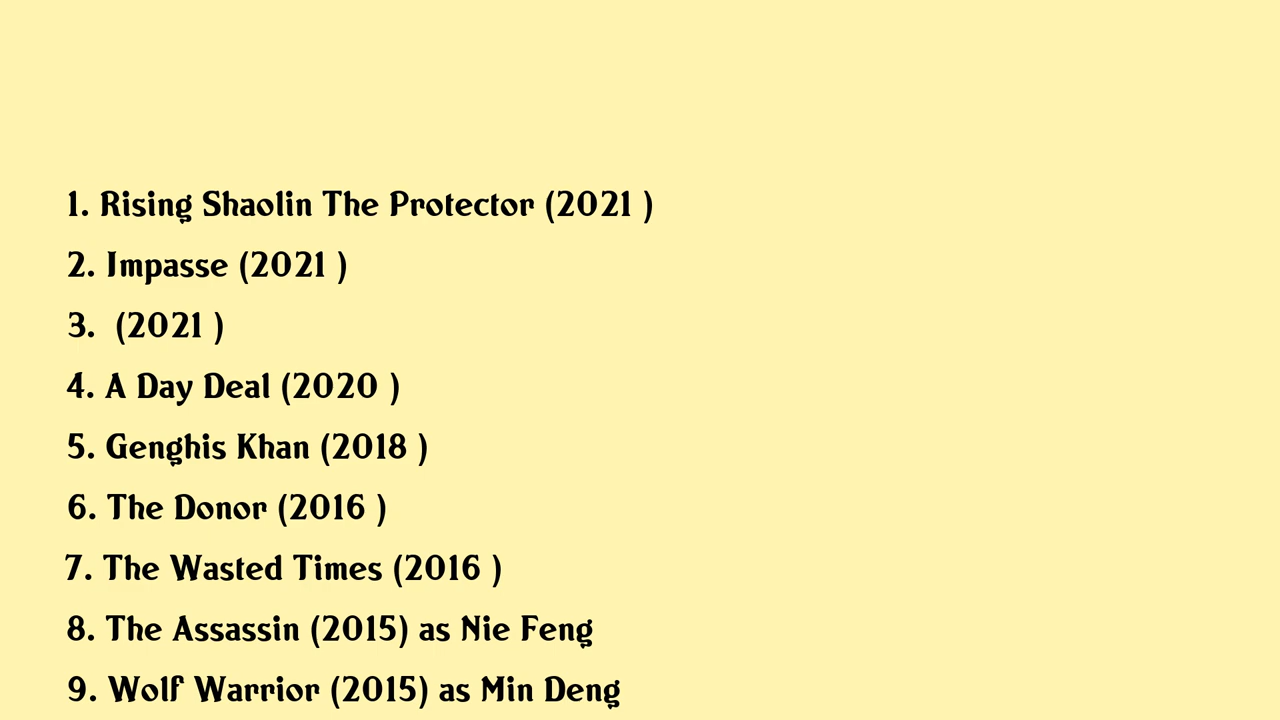 1. Rising Shaolin The Protector (2021 )
2. Impasse (2021 )
3.  (2021 )
4. A Day Deal (2020 )
5. Genghis Khan (2018 )
6. The Donor (2016 )
7. The Wasted Times (2016 )
8. The Assassin (2015) as Nie Feng
9. Wolf Warrior (2015) as Min Deng